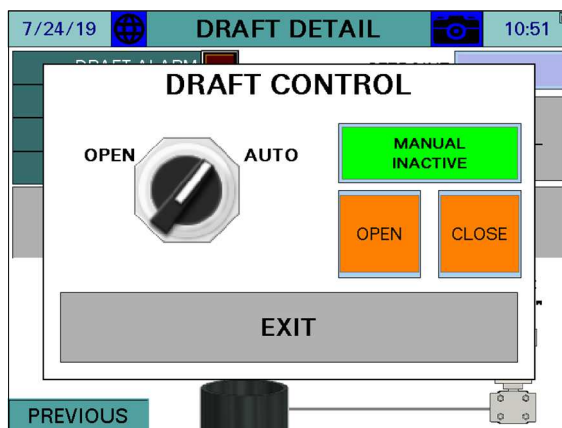 7/24/19 DRAFT DETAIL 10:51
DRAFT CONTROL
OPEN AUTO
MANUAL
INACTIVE
OPEN CLOSE
EXIT
PREVIOUS